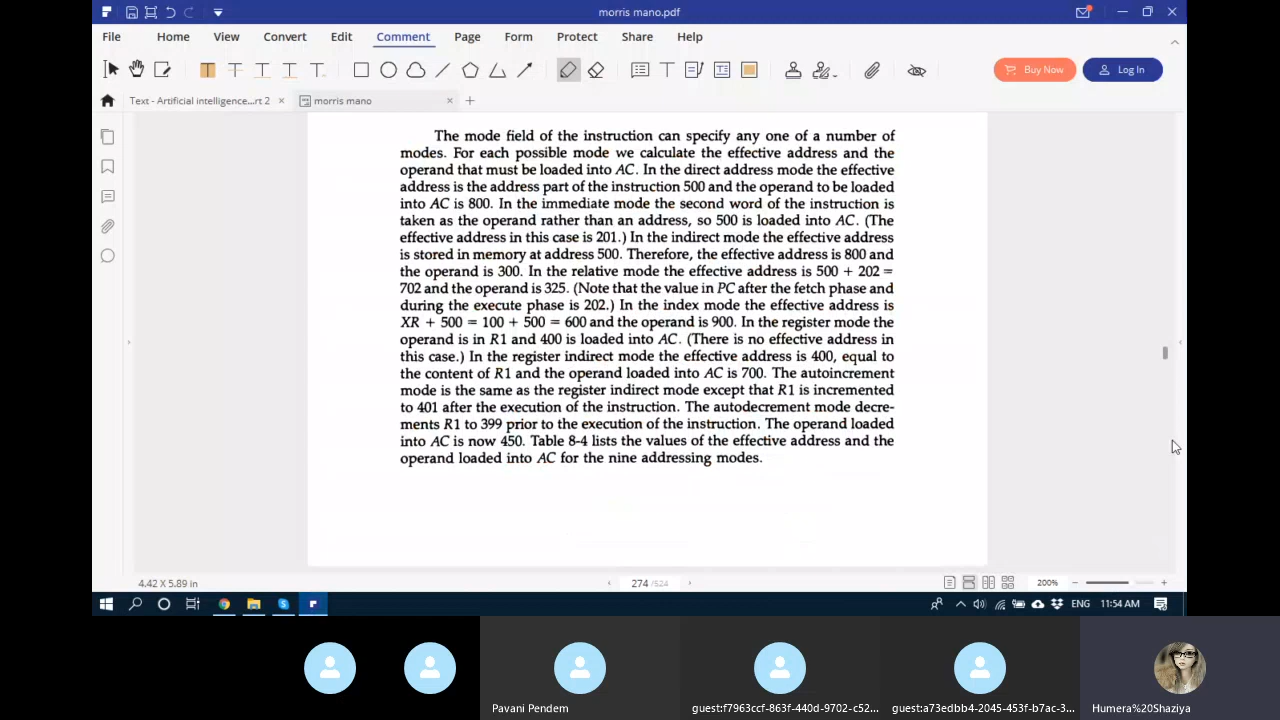 morris mano.pdf
File Home View Convert Edit Comment Page Form Protect Share Help
Buy Now Log In
Text - Artificial intelligence...rt 2 morris mano
The mode field of the instruction can specify any one of a number of
modes. For each possible mode we calculate the effective address and the
operand that must be loaded into AC. In the direct address mode the effective
address is the address part of the instruction 500 and the operand to be loaded
into AC is 800. In the immediate mode the second word of the instruction is
taken as the operand rather than an address, so 500 is loaded into AC. (The
effective address in this case is 201.) In the indirect mode the effective address
is stored in memory at address 500. Therefore, the effective address is 800 and
the operand is 300. In the relative mode the effective address is 500 + 202 =
702 and the operand is 325. (Note that the value in PC after the fetch phase and
during the execute phase is 202.) In the index mode the effective address is
XR + 500 = 100 + 500 = 600 and the operand is 900. In the register mode the
operand is in R1 and 400 is loaded into AC. (There is no effective address in
this case.) In the register indirect mode the effective address is 400, equal to
the content of R1 and the operand loaded into AC is 700. The autoincrement
mode is the same as the register indirect mode except that R1 is incremented
to 401 after the execution of the instruction. The autodecrement mode decre-
ments R1 to 399 prior to the execution of the instruction. The operand loaded
into AC is now 450. Table 8-4 lists the values of the effective address and the
operand loaded into AC for the nine addressing modes.
4.42 X 5.89 in 274 /524 200%
ENG 11:54 AM
Pavani Pendem guest:f7963ccf-863f-440d-9702-c52... guest:a73edbb4-2045-453f-b7ac-3... Humera%20Shaziya